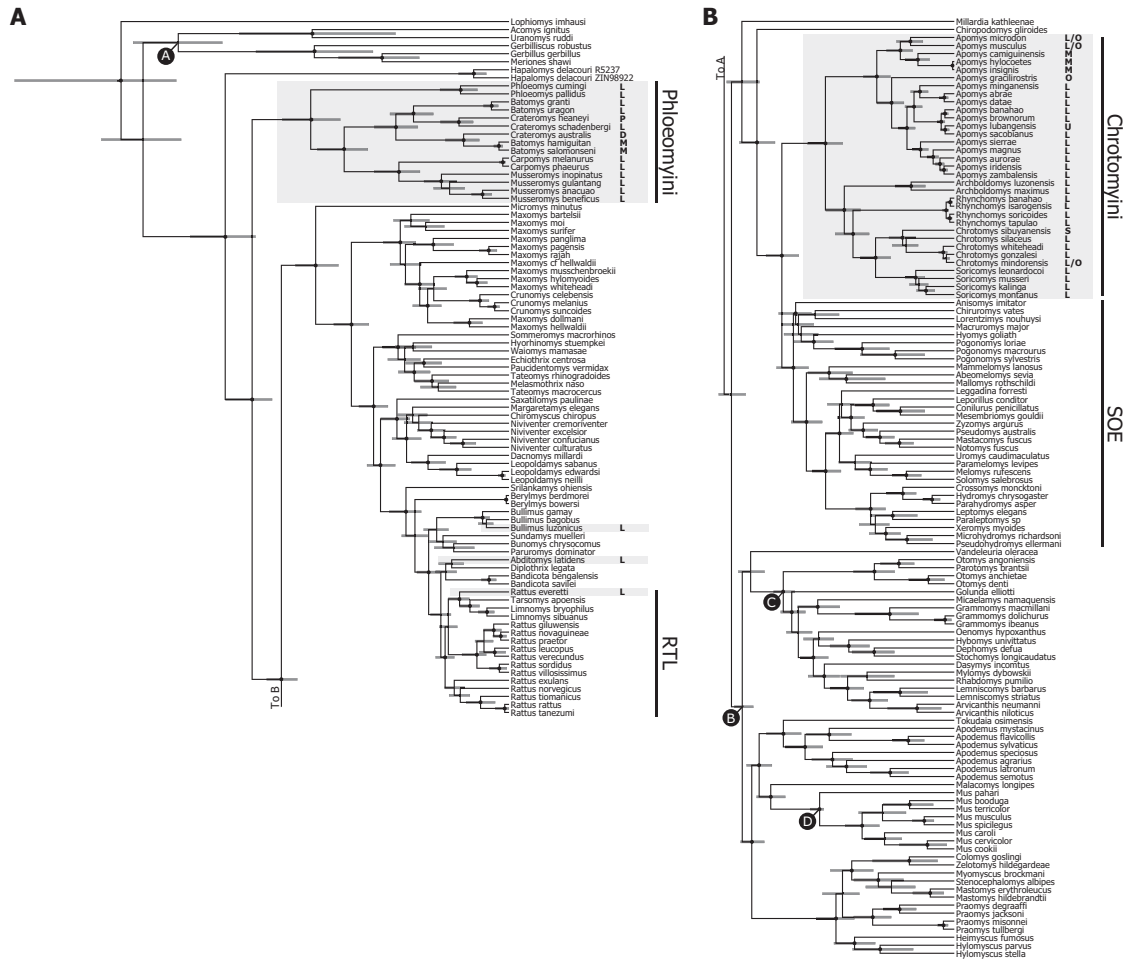 A
Lophiomys imhausi
Acomys ignitus
Uranomys ruddi
Gerbilliscus robustus
Gerbillus gerbillus
Meriones shawi
Hapalomys delacouri R5237
Hapalomys delacouri ZIN98922
Phloeomys cumingi L
Phloeomys pallidus L
Batomys granti L
Batomys uragon L
Crateromys heaneyi P
Crateromys schadenbergi L
Crateromys australis D
Batomys hamiguitan M
Batomys salomonseni M
Carpomys melanurus L
Carpomys phaeurus L
Musseromys inopinatus L
Musseromys gulantang L
Musseromys anacuao L
Musseromys beneficus L
Micromys minutus
Maxomys bartelsii
Maxomys moi
Maxomys surifer
Maxomys panglima
Maxomys pagensis
Maxomys rajah
Maxomys cf hellwaldii
Maxomys musschenbroekii
Maxomys hylomyoides
Maxomys whiteheadi
Crunomys celebensis
Crunomys melanius
Crunomys suncoides
Maxomys dollmani
Maxomys hellwaldii
Sommeromys macrorhinos
Hyorhinomys stuempkei
Waiomys mamasae
Echiothrix centrosa
Paucidentomys vermidax
Tateomys rhinogradoides
Melasmothrix naso
Tateomys macrocercus
Saxatilomys paulinae
Margaretamys elegans
Chiromyscus chiropus
Niviventer cremoriventer
Niviventer excelsior
Niviventer confucianus
Niviventer culturatus
Dacnomys millardi
Leopoldamys sabanus
Leopoldamys edwardsi
Leopoldamys neilli
Srilankamys ohiensis
Berylmys berdmorei
Berylmys bowersi
Bullimus gamay
Bullimus bagobus
Bullimus luzonicus L
Sundamys muelleri
Bunomys chrysocomus
Paruromys dominator
Abditomys latidens L
Diplothrix legata
Bandicota bengalensis
Bandicota savilei
Rattus everetti L
Tarsomys apoensis
Limnomys bryophilus
Limnomys sibuanus
Rattus giluwensis
Rattus novaguineae
Rattus praetor
Rattus leucopus
Rattus verecundus
Rattus sordidus
Rattus villosissimus
Rattus exulans
Rattus norvegicus
Rattus tiomanicus
Rattus rattus
Rattus tanezumi
A
To B
Phloeomyini
RTL
B
To A
Millardia kathleenae
Chiropodomys gliroides
Apomys microdon L/O
Apomys musculus L/O
Apomys camiguinensis M
Apomys hylocoetes M
Apomys insignis M
Apomys gracilirostris O
Apomys minganensis L
Apomys abrae L
Apomys datae L
Apomys banahao L
Apomys brownorum L
Apomys lubangensis U
Apomys sacobianus L
Apomys sierrae L
Apomys magnus L
Apomys aurorae L
Apomys iridensis L
Apomys zambalensis L
Archboldomys luzonensis L
Archboldomys maximus L
Rhynchomys banahao L
Rhynchomys isarogensis L
Rhynchomys soricoides L
Rhynchomys tapulao L
Chrotomys sibuyanensis S
Chrotomys silaceus L
Chrotomys whiteheadi L
Chrotomys gonzalesi L
Chrotomys mindorensis L/O
Soricomys leonardocoi L
Soricomys musseri L
Soricomys kalinga L
Soricomys montanus L
Anisomys imitator
Chiruromys vates
Lorentzimys nouhuysi
Macruromys major
Hyomys goliath
Pogonomys loriae
Pogonomys macrourus
Pogonomys sylvestris
Mammelomys lanosus
Abeomelomys sevia
Mallomys rothschildi
Leggadina forresti
Leporillus conditor
Conilurus penicillatus
Mesembriomys gouldii
Zyzomys argurus
Pseudomys australis
Mastacomys fuscus
Notomys fuscus
Uromys caudimaculatus
Paramelomys levipes
Melomys rufescens
Solomys salebrosus
Crossomys moncktoni
Hydromys chrysogaster
Parahydromys asper
Leptomys elegans
Paraleptomys sp
Xeromys myoides
Microhydromys richardsoni
Pseudohydromys ellermani
Vandeleuria oleracea
Otomys angoniensis
Parotomys brantsii
Otomys anchietae
Otomys denti
Golunda ellioti
Micaelamys namaquensis
Grammomys macmillani
Grammomys dolichurus
Grammomys ibeanus
Oenomys hypoxanthus
Hybomys univittatus
Dephomys defua
Stochomys longicaudatus
Dasymys incomtus
Mylomys dybowskii
Rhabdomys pumilio
Lemniscomys barbarus
Lemniscomys striatus
Arvicanthis neumanni
Arvicanthis niloticus
Tokudaia osimensis
Apodemus mystacinus
Apodemus flavicollis
Apodemus sylvaticus
Apodemus speciosus
Apodemus agrarius
Apodemus latronum
Apodemus semotus
Malacomys longipes
Mus pahari
Mus booduga
Mus terricolor
Mus musculus
Mus spicilegus
Mus caroli
Mus cervicolor
Mus cookii
Colomys goslingi
Zelotomys hildegardeae
Myomyscus brockmani
Stenocephalomys albipes
Mastomys erythroleucus
Mastomys hildebrandtii
Praomys degraaffi
Praomys jacksoni
Praomys misonnei
Praomys tullbergi
Heimyscus fumosus
Hylomyscus parvus
Hylomyscus stella
B
C
D
Chrotomyini
SOE